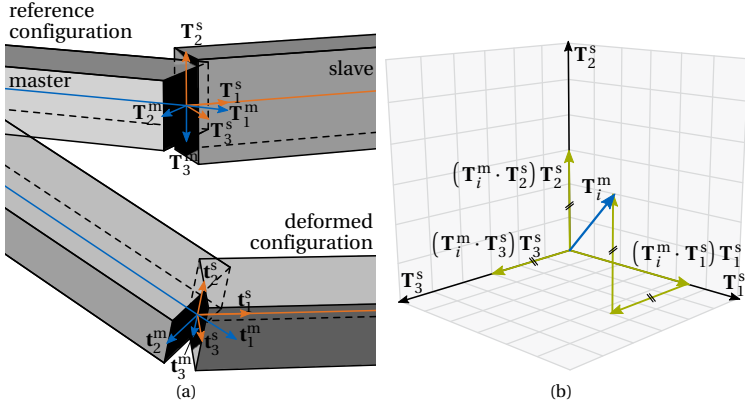 reference
configuration
T₂ˢ
master
slave
T₁ˢ
T₂ᵐ
T₁ᵐ
T₃ˢ
T₃ᵐ
deformed
configuration
t₂ˢ
t₁ˢ
t₂ᵐ
t₃ˢ
t₁ᵐ
t₃ᵐ
(a)
T₂ˢ
(Tᵢᵐ · T₂ˢ) T₂ˢ
Tᵢᵐ
(Tᵢᵐ · T₃ˢ) T₃ˢ
(Tᵢᵐ · T₁ˢ) T₁ˢ
T₃ˢ
T₁ˢ
(b)